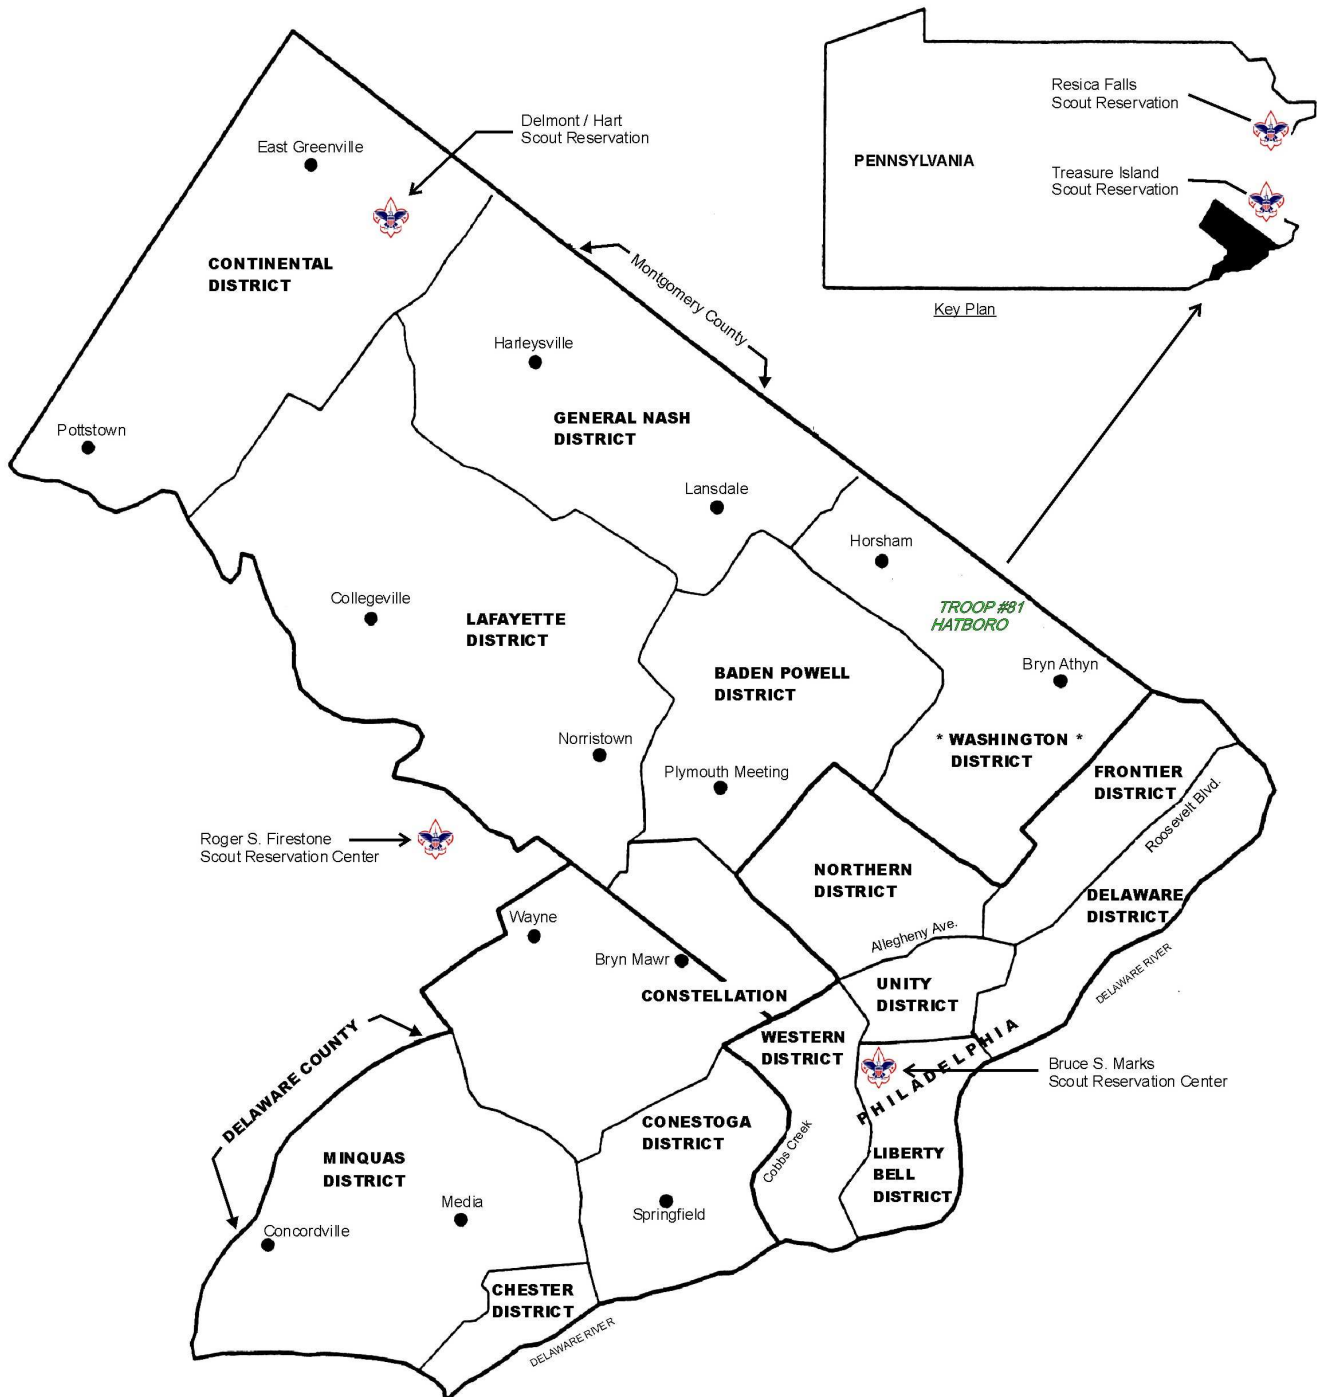 East Greenville
Delmont / Hart
Scout Reservation
CONTINENTAL
DISTRICT
Pottstown
Montgomery County
Resica Falls
Scout Reservation
PENNSYLVANIA
Treasure Island
Scout Reservation
Key Plan
Harleysville
GENERAL NASH
DISTRICT
Lansdale
Horsham
TROOP #81
HATBORO
Collegeville
LAFAYETTE
DISTRICT
BADEN POWELL
DISTRICT
Bryn Athyn
Norristown
Plymouth Meeting
* WASHINGTON *
DISTRICT
FRONTIER
DISTRICT
Roosevelt Blvd.
Roger S. Firestone
Scout Reservation Center
NORTHERN
DISTRICT
DELAWARE
DISTRICT
Wayne
Allegheny Ave.
Bryn Mawr
CONSTELLATION
UNITY
DISTRICT
DELAWARE RIVER
WESTERN
DISTRICT
PHILADELPHIA
Bruce S. Marks
Scout Reservation Center
DELAWARE COUNTY
CONESTOGA
DISTRICT
Cobbs Creek
MINQUAS
DISTRICT
LIBERTY
BELL
DISTRICT
Media
Springfield
Concordville
CHESTER
DISTRICT
DELAWARE RIVER